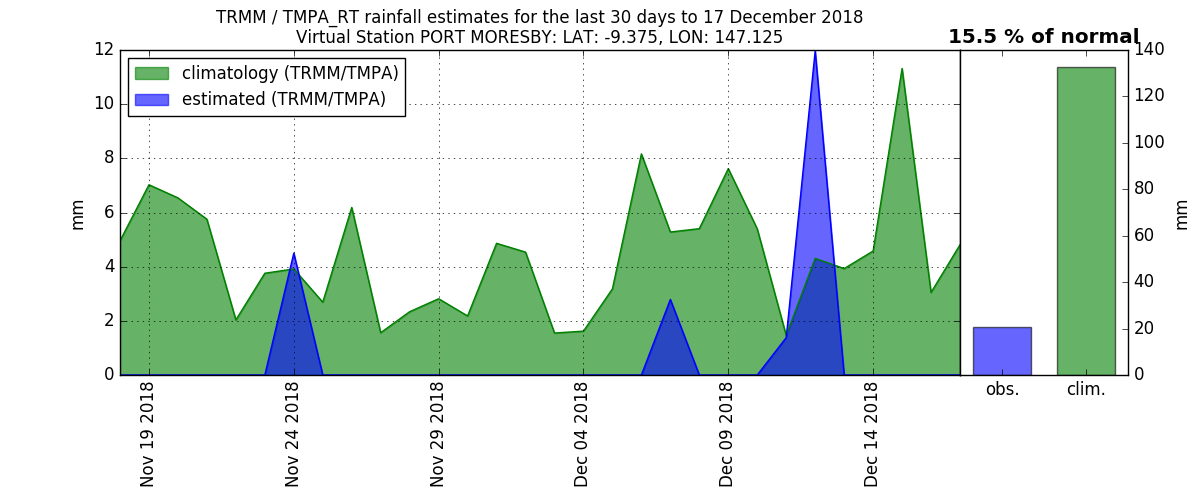 TRMM / TMPA_RT rainfall estimates for the last 30 days to 17 December 2018
Virtual Station PORT MORESBY: LAT: -9.375, LON: 147.125
15.5 % of normal
climatology (TRMM/TMPA)
estimated (TRMM/TMPA)
12
10
8
6
4
2
0
mm
Nov 19 2018
Nov 24 2018
Nov 29 2018
Dec 04 2018
Dec 09 2018
Dec 14 2018
140
120
100
80
60
40
20
0
mm
obs.
clim.